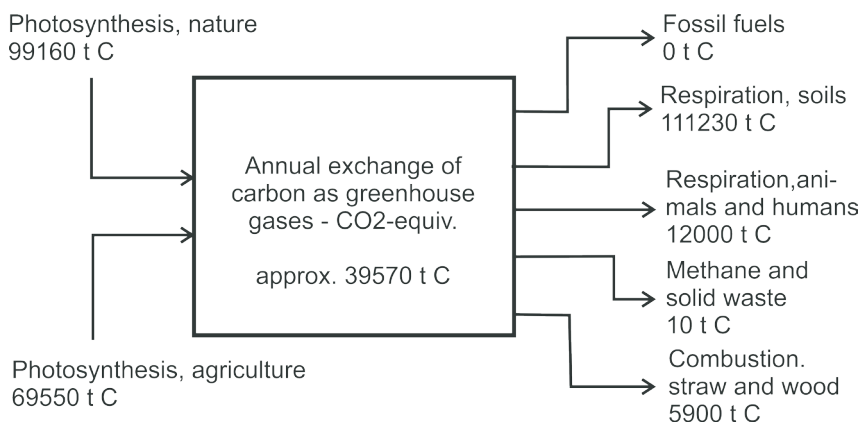 Photosynthesis, nature
99160 t C
Fossil fuels
0 t C
Respiration, soils
111230 t C
Annual exchange of
carbon as greenhouse
gases - CO2-equiv.
approx. 39570 t C
Respiration,ani-
mals and humans
12000 t C
Methane and
solid waste
10 t C
Photosynthesis, agriculture
69550 t C
Combustion.
straw and wood
5900 t C